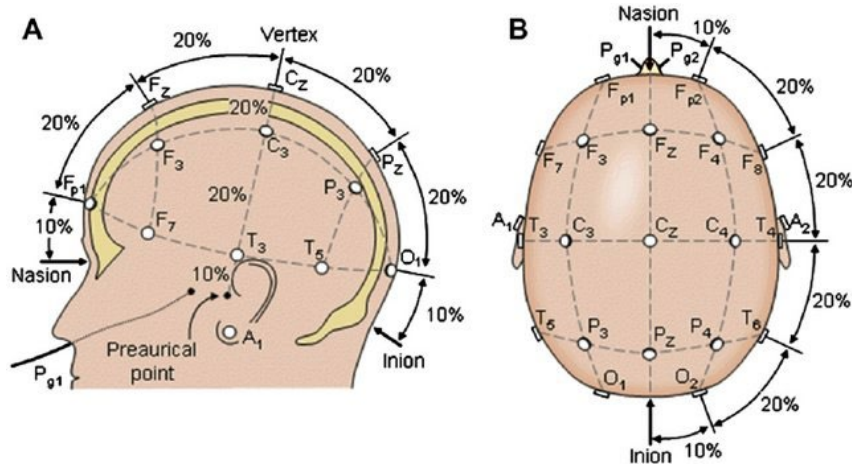 A
Vertex
20%
20%
Fz
Cz
20%
20%
20%
F3
C3
Pz
Fp1
20%
P3
20%
10%
F7
T3
T5
O1
Nasion
10%
10%
Preaurical
point
A1
Inion
Pg1
B
Nasion
10%
Pg1
Pg2
Fp1
Fp2
20%
F7
F3
Fz
F4
F8
20%
A1
T3
C3
Cz
C4
T4
A2
20%
T5
P3
Pz
P4
T6
O1
O2
20%
10%
Inion